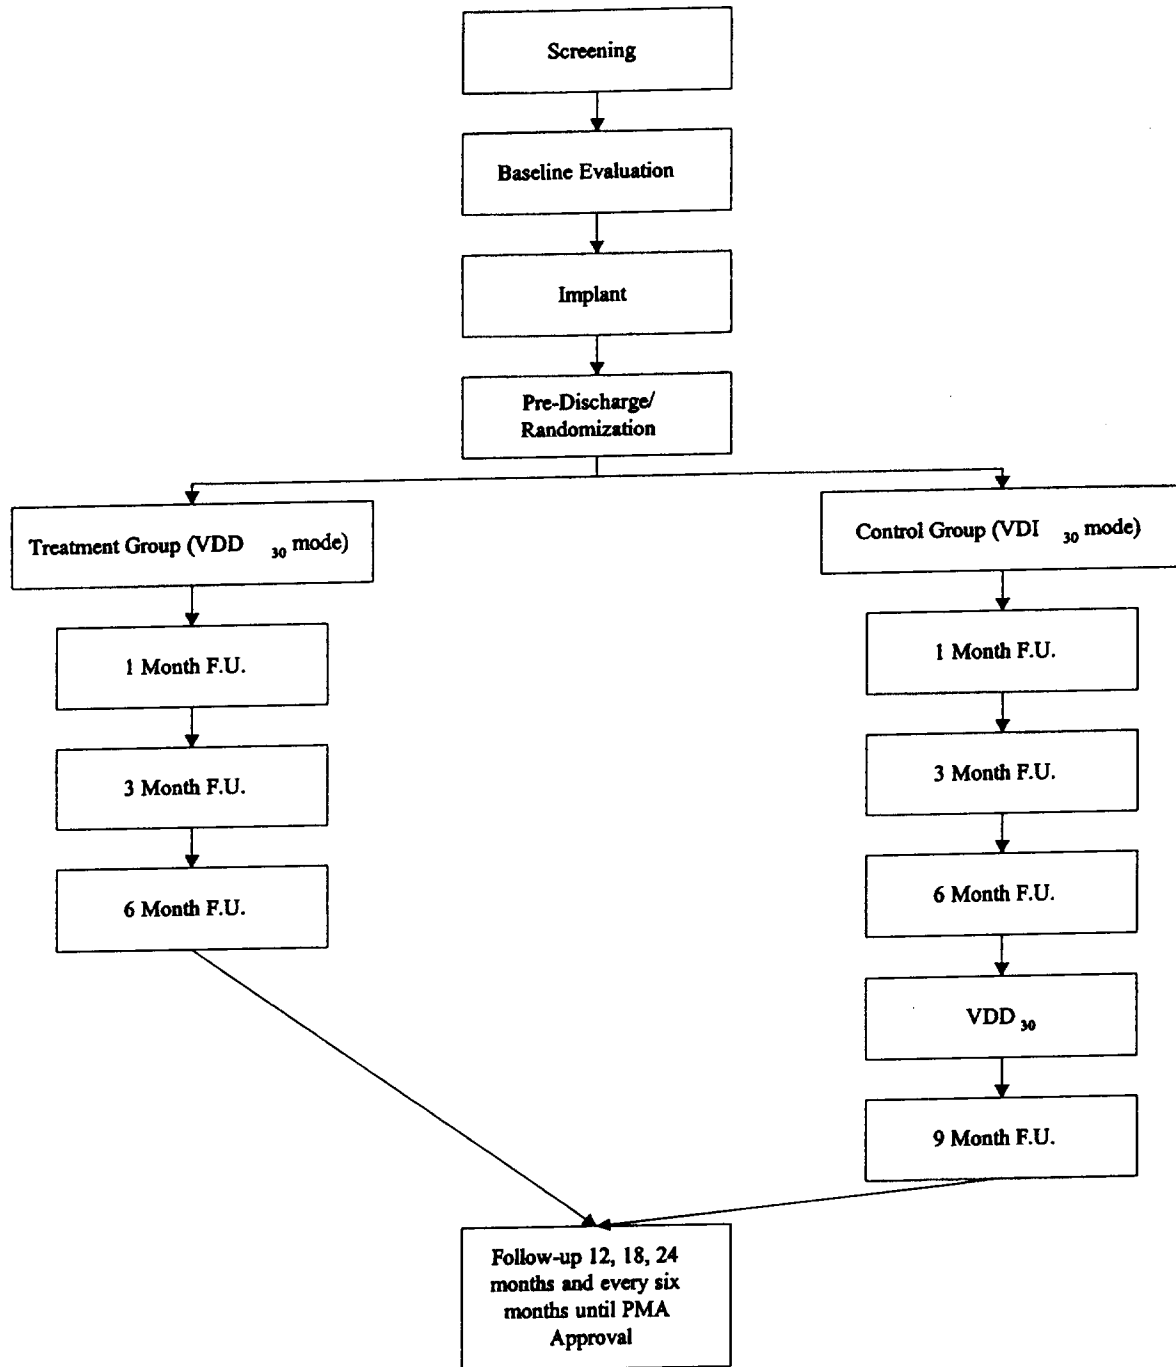 Screening
Baseline Evaluation
Implant
Pre-Discharge/
Randomization
Treatment Group (VDD 30 mode)
1 Month F.U.
3 Month F.U.
6 Month F.U.
Control Group (VDI 30 mode)
1 Month F.U.
3 Month F.U.
6 Month F.U.
VDD 30
9 Month F.U.
Follow-up 12, 18, 24
months and every six
months until PMA
Approval